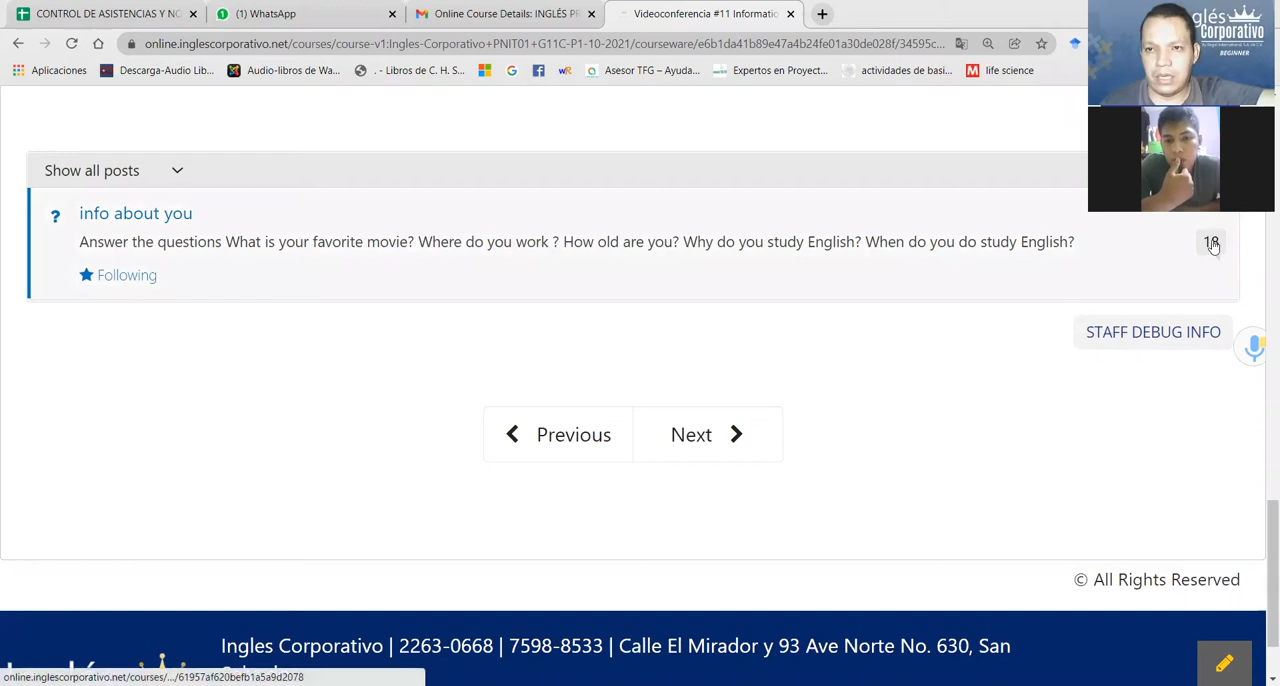 CONTROL DE ASISTENCIAS Y NO
(1) WhatsApp
Online Course Details: INGLÉS PR
Videoconferencia #11 Informatio
online.inglescorporativo.net/courses/course-v1:Ingles-Corporativo+PNIT01+G11C-P1-10-2021/courseware/e6b1da41b89e47a4b24fe01a30de028f/34595c...
Aplicaciones
Descarga-Audio Lib...
Audio-libros de Wa...
. - Libros de C. H. S...
Asesor TFG – Ayuda...
Expertos en Proyect...
actividades de basi...
life science
Inglés
Corporativo
BEGINNER
Show all posts
? info about you
Answer the questions What is your favorite movie? Where do you work ? How old are you? Why do you study English? When do you do study English?
Following
STAFF DEBUG INFO
Previous
Next
© All Rights Reserved
Ingles Corporativo | 2263-0668 | 7598-8533 | Calle El Mirador y 93 Ave Norte No. 630, San
online.inglescorporativo.net/courses/.../61957af620befb1a5a9d2078